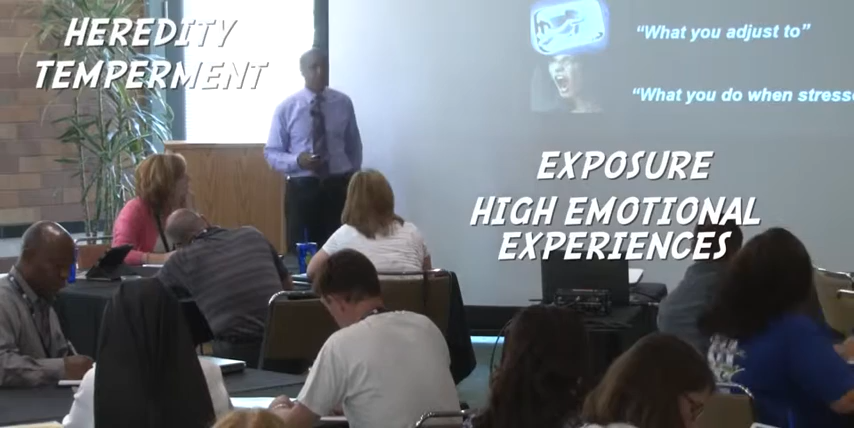 HEREDITY
TEMPERMENT
"What you adjust to"
"What you do when stresse
EXPOSURE
HIGH EMOTIONAL
EXPERIENCES